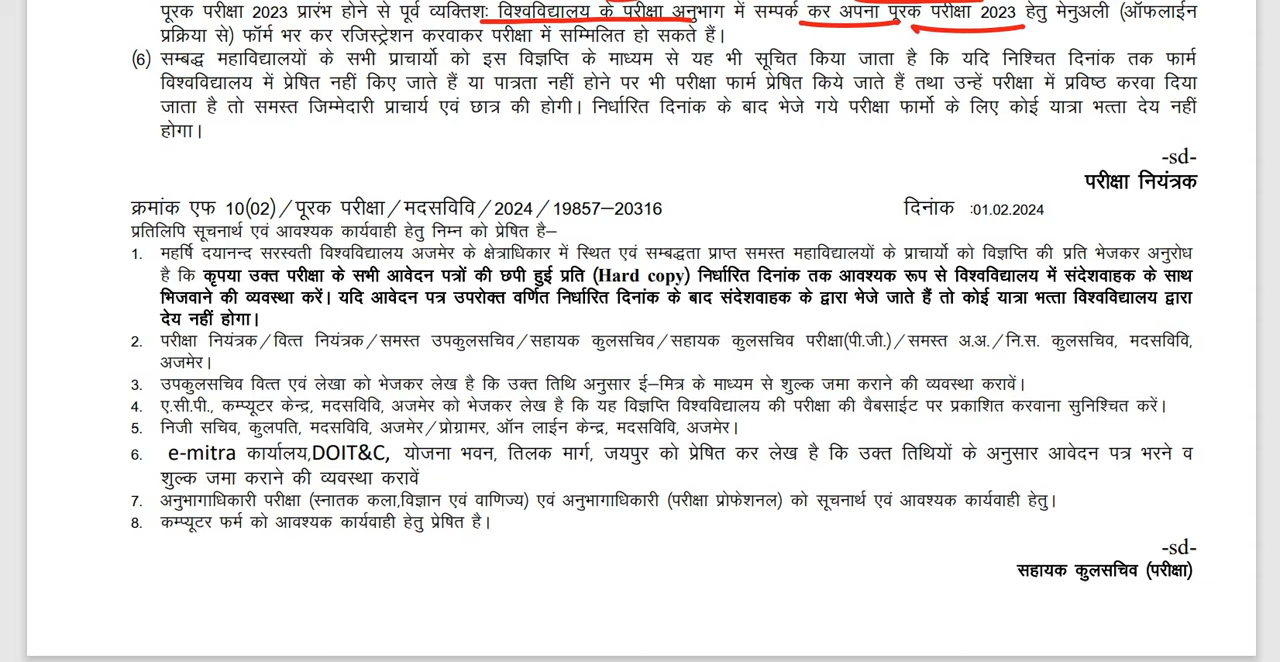 पूरक परीक्षा 2023 प्रारंभ होने से पूर्व व्यक्तिशः विश्वविद्यालय के परीक्षा अनुभाग में सम्पर्क कर अपना पूरक परीक्षा 2023 हेतु मेनुअली (ऑफलाईन
प्रक्रिया से) फॉर्म भर कर रजिस्ट्रेशन करवाकर परीक्षा में सम्मिलित हो सकते हैं।
(6) सम्बद्ध महाविद्यालयों के सभी प्राचार्यो को इस विज्ञप्ति के माध्यम से यह भी सूचित किया जाता है कि यदि निश्चित दिनांक तक फार्म
विश्वविद्यालय में प्रेषित नहीं किए जाते हैं या पात्रता नहीं होने पर भी परीक्षा फार्म प्रेषित किये जाते हैं तथा उन्हें परीक्षा में प्रविष्ठ करवा दिया
जाता है तो समस्त जिम्मेदारी प्राचार्य एवं छात्र की होगी। निर्धारित दिनांक के बाद भेजे गये परीक्षा फार्मो के लिए कोई यात्रा भत्ता देय नहीं
होगा।
-sd-
परीक्षा नियंत्रक
क्रमांक एफ 10(02)/पूरक परीक्षा/मदसविवि/2024/19857–20316 दिनांक :01.02.2024
प्रतिलिपि सूचनार्थ एवं आवश्यक कार्यवाही हेतु निम्न को प्रेषित है–
1. महर्षि दयानन्द सरस्वती विश्वविद्यालय अजमेर के क्षेत्राधिकार में स्थित एवं सम्बद्धता प्राप्त समस्त महाविद्यालयों के प्राचार्यो को विज्ञप्ति की प्रति भेजकर अनुरोध
है कि कृपया उक्त परीक्षा के सभी आवेदन पत्रों की छपी हुई प्रति (Hard copy) निर्धारित दिनांक तक आवश्यक रूप से विश्वविद्यालय में संदेशवाहक के साथ
भिजवाने की व्यवस्था करें। यदि आवेदन पत्र उपरोक्त वर्णित निर्धारित दिनांक के बाद संदेशवाहक के द्वारा भेजे जाते हैं तो कोई यात्रा भत्ता विश्वविद्यालय द्वारा
देय नहीं होगा।
2. परीक्षा नियंत्रक/वित्त नियंत्रक/समस्त उपकुलसचिव/सहायक कुलसचिव/सहायक कुलसचिव परीक्षा(पी.जी.)/समस्त अ.अ./नि.स. कुलसचिव, मदसविवि,
अजमेर।
3. उपकुलसचिव वित्त एवं लेखा को भेजकर लेख है कि उक्त तिथि अनुसार ई–मित्र के माध्यम से शुल्क जमा कराने की व्यवस्था करावें।
4. ए.सी.पी., कम्प्यूटर केन्द्र, मदसविवि, अजमेर को भेजकर लेख है कि यह विज्ञप्ति विश्वविद्यालय की परीक्षा की वैबसाईट पर प्रकाशित करवाना सुनिश्चित करें।
5. निजी सचिव, कुलपति, मदसविवि, अजमेर/प्रोग्रामर, ऑन लाईन केन्द्र, मदसविवि, अजमेर।
6. e-mitra कार्यालय,DOIT&C, योजना भवन, तिलक मार्ग, जयपुर को प्रेषित कर लेख है कि उक्त तिथियों के अनुसार आवेदन पत्र भरने व
शुल्क जमा कराने की व्यवस्था करावें
7. अनुभागाधिकारी परीक्षा (स्नातक कला,विज्ञान एवं वाणिज्य) एवं अनुभागाधिकारी (परीक्षा प्रोफेशनल) को सूचनार्थ एवं आवश्यक कार्यवाही हेतु।
8. कम्प्यूटर फर्म को आवश्यक कार्यवाही हेतु प्रेषित है।
-sd-
सहायक कुलसचिव (परीक्षा)